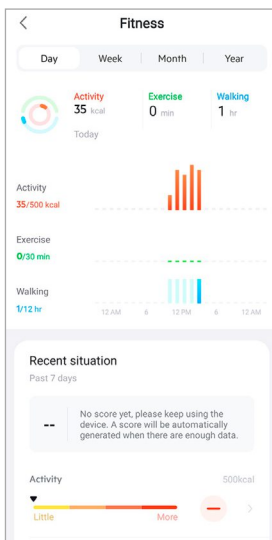 Fitness
Day Week Month Year
Activity Exercise Walking
35 kcal 0 min 1 hr
Today
Activity
35/500 kcal
Exercise
0/30 min
Walking
1/12 hr
12 AM 6 12 PM 6 12 AM
Recent situation
Past 7 days
-- No score yet, please keep using the
device. A score will be automatically
generated when there are enough data.
Activity 500kcal
Little More